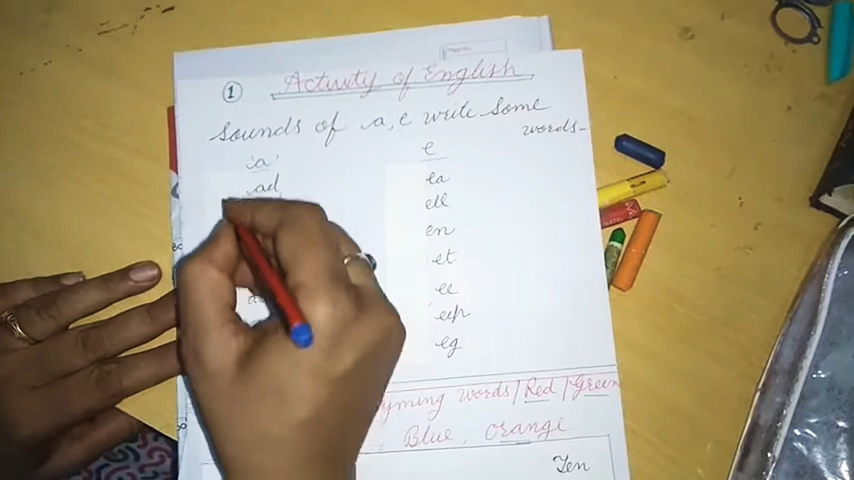 1 Activity of English
Sounds of a, e write some
words-
'a' e
ad ea
ell
en
et
ee
eep
eg
yming words/Red/Green
Blue, orange
Ten